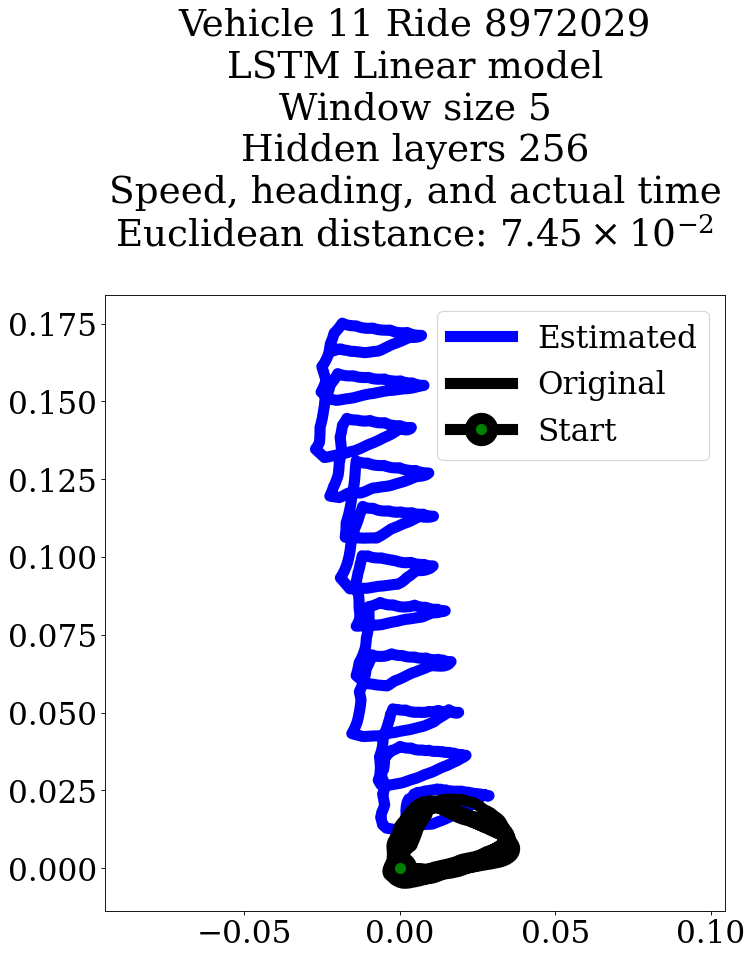 Vehicle 11 Ride 8972029
LSTM Linear model
Window size 5
Hidden layers 256
Speed, heading, and actual time
Euclidean distance: 7.45 × 10⁻²
Estimated
Original
Start
0.175
0.150
0.125
0.100
0.075
0.050
0.025
0.000
−0.05 0.00 0.05 0.10